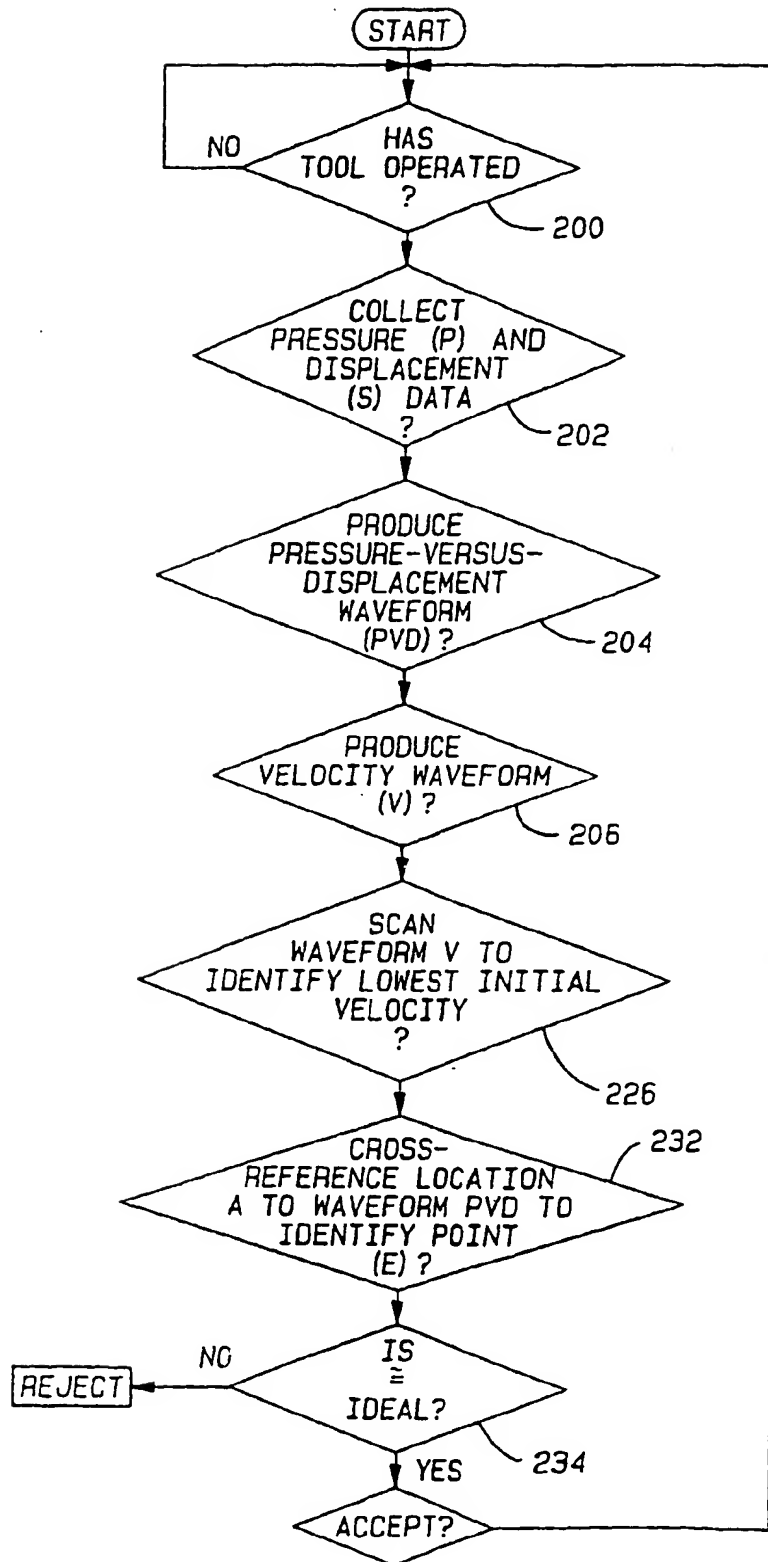 START
NO
HAS
TOOL OPERATED
?
200
COLLECT
PRESSURE (P) AND
DISPLACEMENT
(S) DATA
?
202
PRODUCE
PRESSURE-VERSUS-
DISPLACEMENT
WAVEFORM
(PVD)?
204
PRODUCE
VELOCITY WAVEFORM
(V)?
206
SCAN
WAVEFORM V TO
IDENTIFY LOWEST INITIAL
VELOCITY
?
226
232
CROSS-
REFERENCE LOCATION
A TO WAVEFORM PVD TO
IDENTIFY POINT
(E)?
NO
REJECT
IS
≅
IDEAL?
234
YES
ACCEPT?